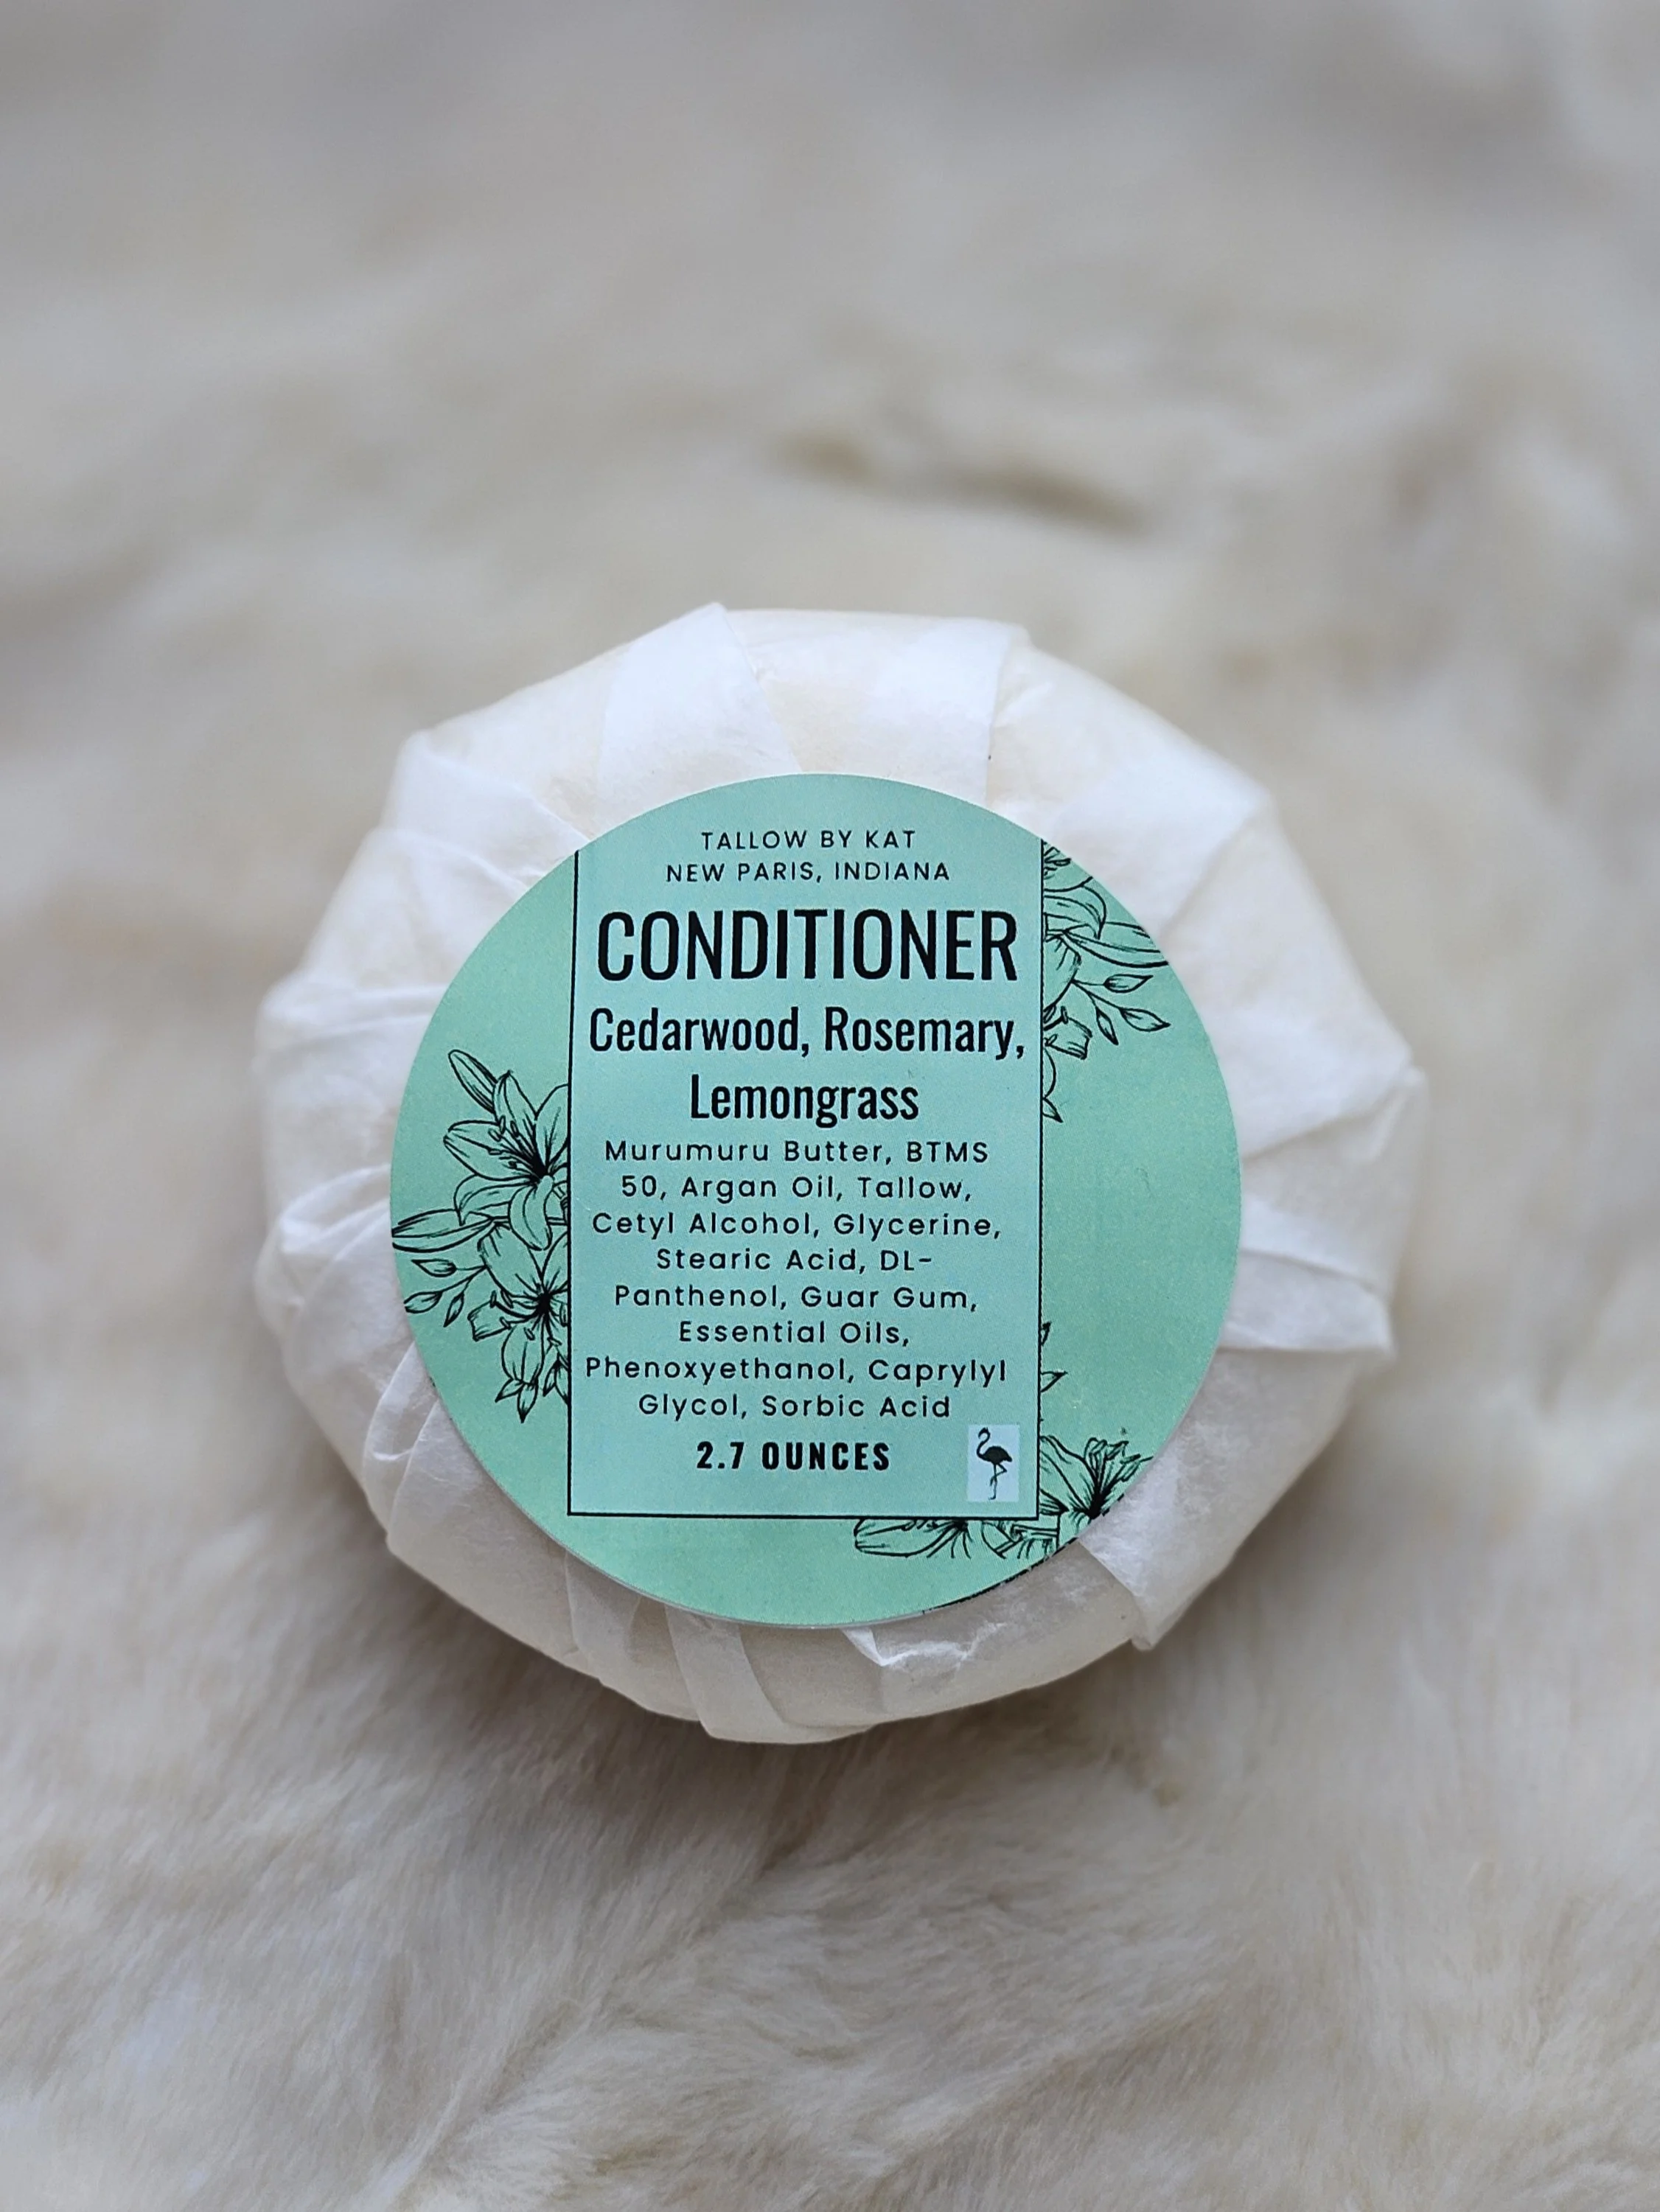 TALLOW BY KAT
NEW PARIS, INDIANA
CONDITIONER
Cedarwood, Rosemary,
Lemongrass
Murumuru Butter, BTMS
50, Argan Oil, Tallow,
Cetyl Alcohol, Glycerine,
Stearic Acid, DL-
Panthenol, Guar Gum,
Essential Oils,
Phenoxyethanol, Caprylyl
Glycol, Sorbic Acid
2.7 OUNCES